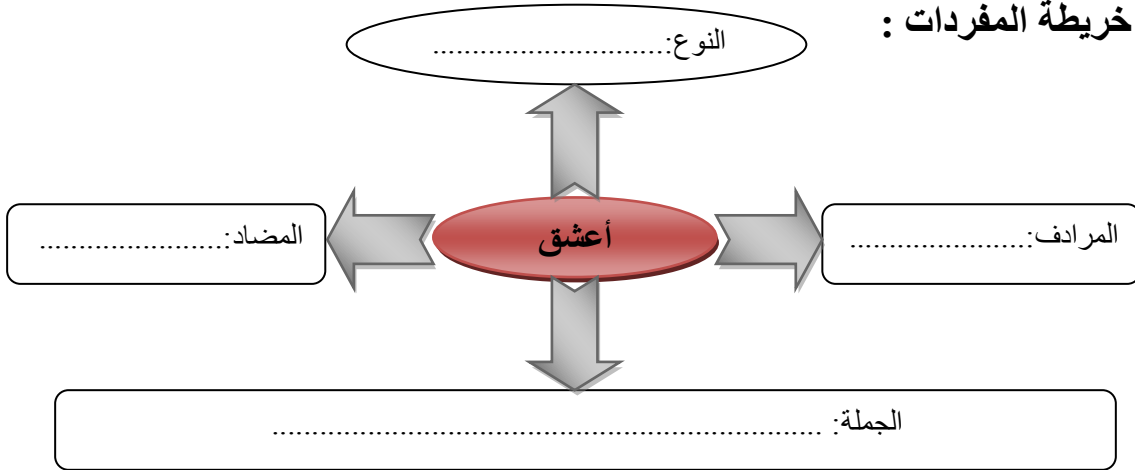 خريطة المفردات :
النوع:..............................
المرادف:........................
أعشق
المضاد:........................
الجملة: ........................................................................